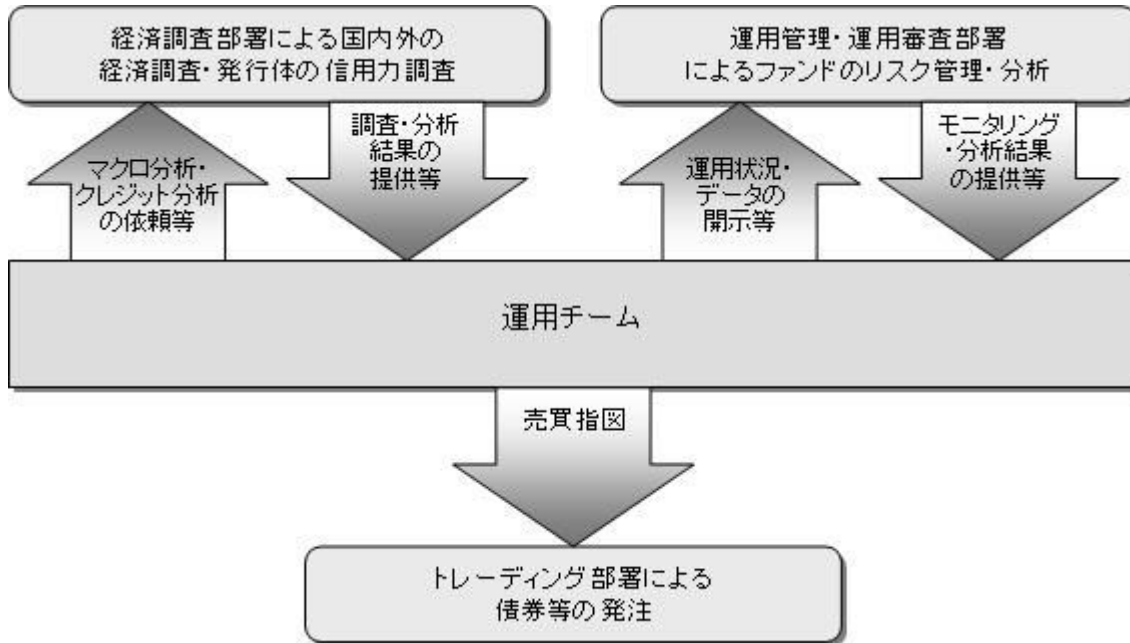 経済調査部署による国内外の
経済調査・発行体の信用力調査
運用管理・運用審査部署
によるファンドのリスク管理・分析
マクロ分析・
クレジット分析
の依頼等
調査・分析
結果の
提供等
運用状況・
データの
開示等
モニタリング
・分析結果
の提供等
運用チーム
売買指図
トレーディング部署による
債券等の発注